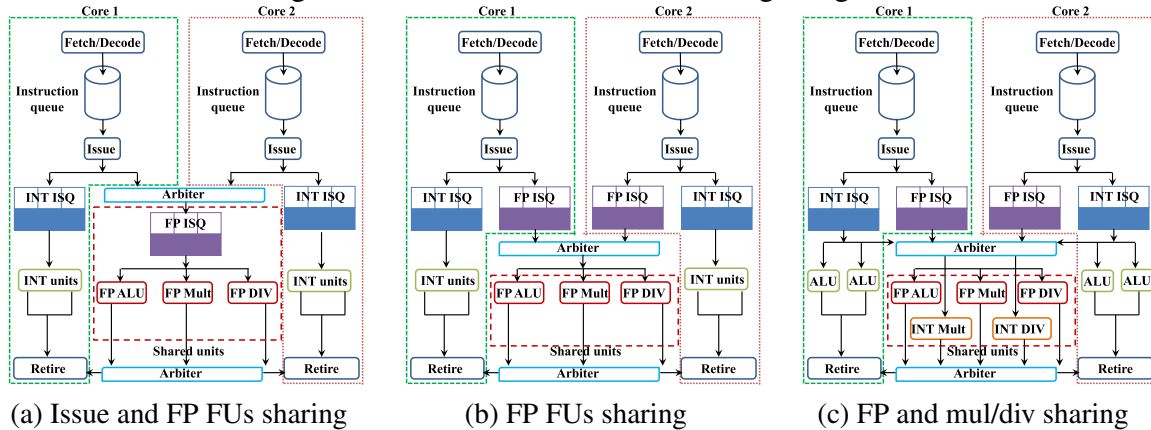 Core 1 Core 2 Core 1 Core 2 Core 1 Core 2
Fetch/Decode Fetch/Decode Fetch/Decode Fetch/Decode Fetch/Decode Fetch/Decode
Instruction Instruction Instruction Instruction Instruction Instruction
queue queue queue queue queue queue
Issue Issue Issue Issue Issue Issue
INT ISQ Arbiter INT ISQ INT ISQ FP ISQ FP ISQ INT ISQ INT ISQ FP ISQ FP ISQ INT ISQ
FP ISQ Arbiter Arbiter
INT units FP ALU FP Mult FP DIV INT units INT units FP ALU FP Mult FP DIV INT units ALU ALU FP ALU FP Mult FP DIV ALU ALU
INT Mult INT DIV
Shared units Shared units Shared units
Retire Arbiter Retire Retire Arbiter Retire Retire Arbiter Retire
(a) Issue and FP FUs sharing (b) FP FUs sharing (c) FP and mul/div sharing